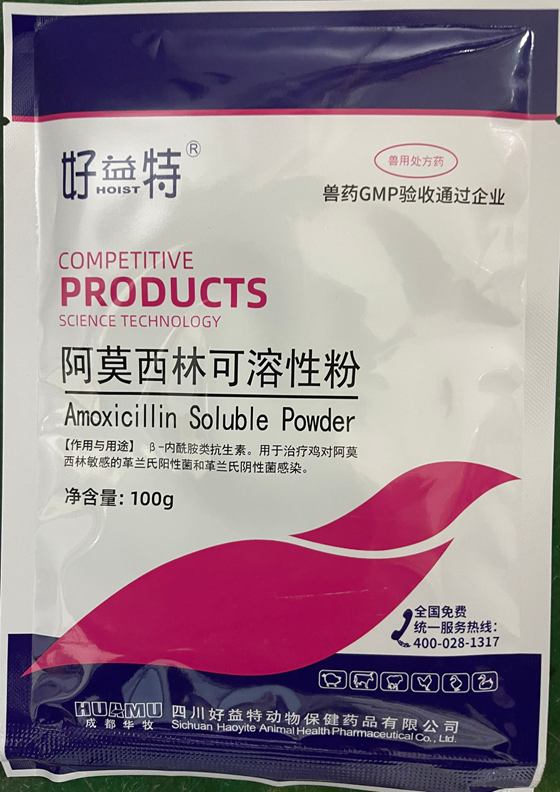 好益特®
HOIST
兽用处方药
兽药GMP验收通过企业
COMPETITIVE
PRODUCTS
SCIENCE TECHNOLOGY
阿莫西林可溶性粉
Amoxicillin Soluble Powder
【作用与用途】 β-内酰胺类抗生素。用于治疗鸡对阿莫
西林敏感的革兰氏阳性菌和革兰氏阴性菌感染。
净含量: 100g
全国免费
统一服务热线:
400-028-1317
HUAMU
成都华牧
四川好益特动物保健药品有限公司
Sichuan Haoyite Animal Health Pharmaceutical Co., Ltd.